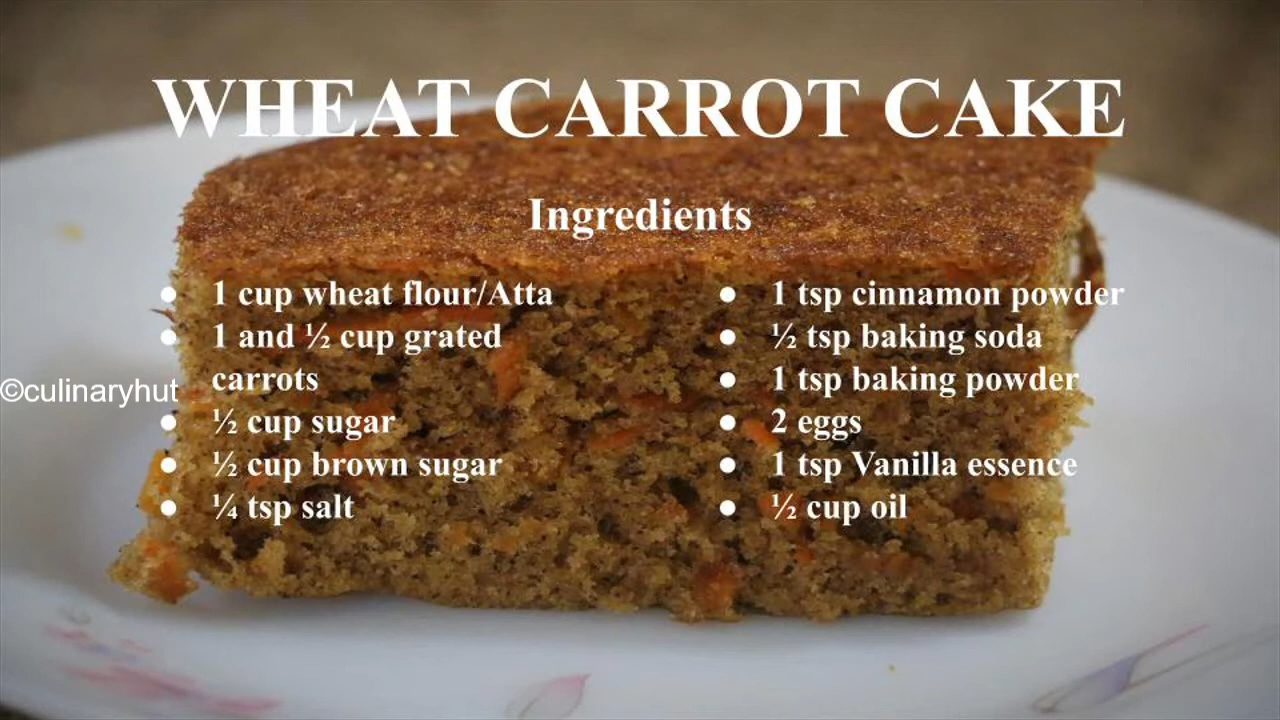 WHEAT CARROT CAKE
Ingredients
● 1 cup wheat flour/Atta
● 1 and ½ cup grated
carrots
● ½ cup sugar
● ½ cup brown sugar
● ¼ tsp salt
● 1 tsp cinnamon powder
● ½ tsp baking soda
● 1 tsp baking powder
● 2 eggs
● 1 tsp Vanilla essence
● ½ cup oil
©culinaryhut